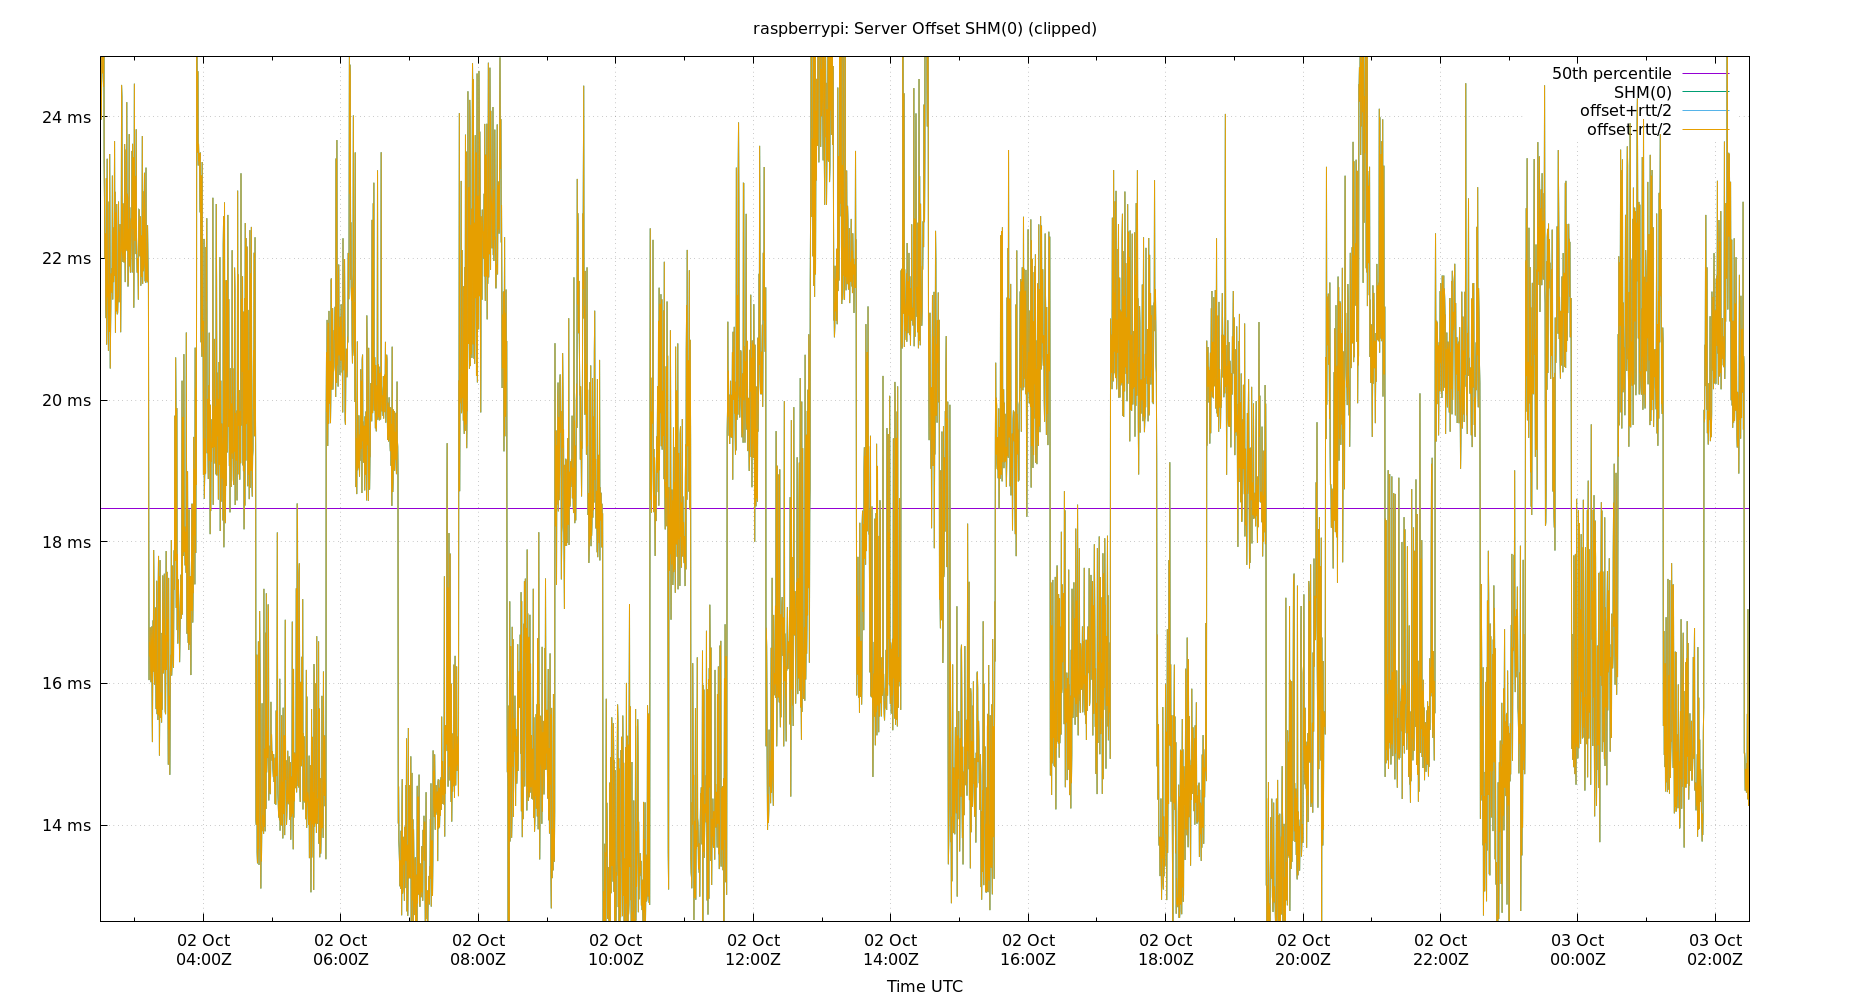 raspberrypi: Server Offset SHM(0) (clipped)
50th percentile
SHM(0)
offset+rtt/2
offset-rtt/2
24 ms
22 ms
20 ms
18 ms
16 ms
14 ms
02 Oct 02 Oct 02 Oct 02 Oct 02 Oct 02 Oct 02 Oct 02 Oct 02 Oct 02 Oct 03 Oct 03 Oct
04:00Z 06:00Z 08:00Z 10:00Z 12:00Z 14:00Z 16:00Z 18:00Z 20:00Z 22:00Z 00:00Z 02:00Z
Time UTC